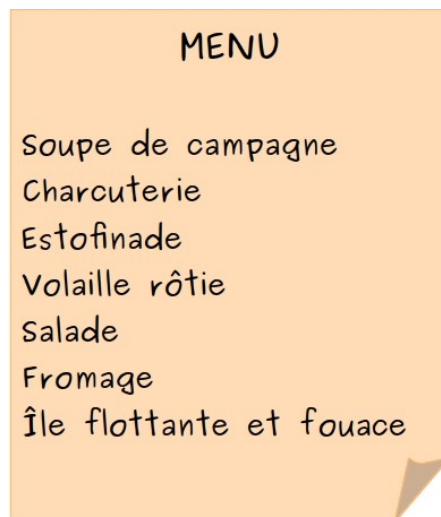 MENU
Soupe de campagne
Charcuterie
Estofinade
Volaille rôtie
Salade
Fromage
Île flottante et fouace